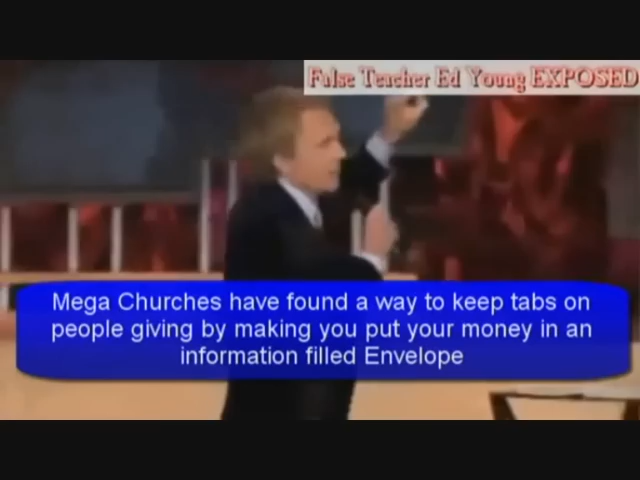 False Teacher Ed Young EXPOSED
Mega Churches have found a way to keep tabs on
people giving by making you put your money in an
information filled Envelope